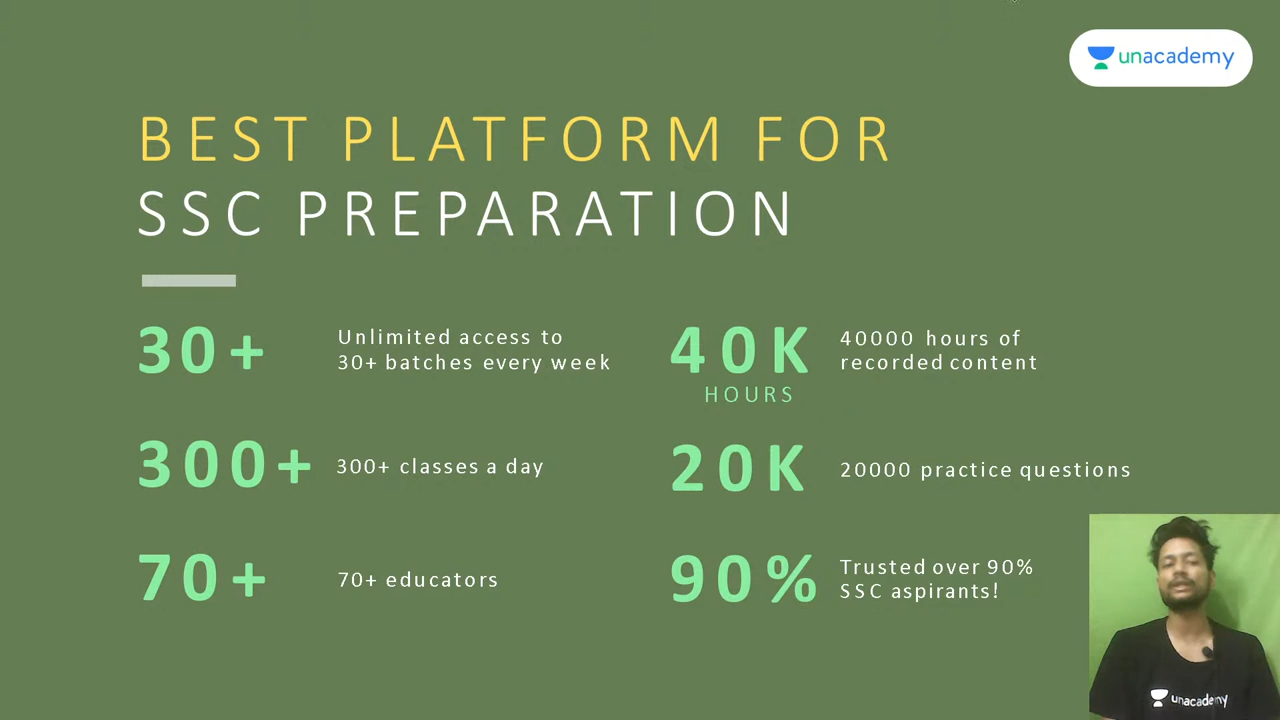 unacademy
BEST PLATFORM FOR
SSC PREPARATION
30+
Unlimited access to
30+ batches every week
40K
HOURS
40000 hours of
recorded content
300+
300+ classes a day
20K
20000 practice questions
70+
70+ educators
90%
Trusted over 90%
SSC aspirants!
unacademy